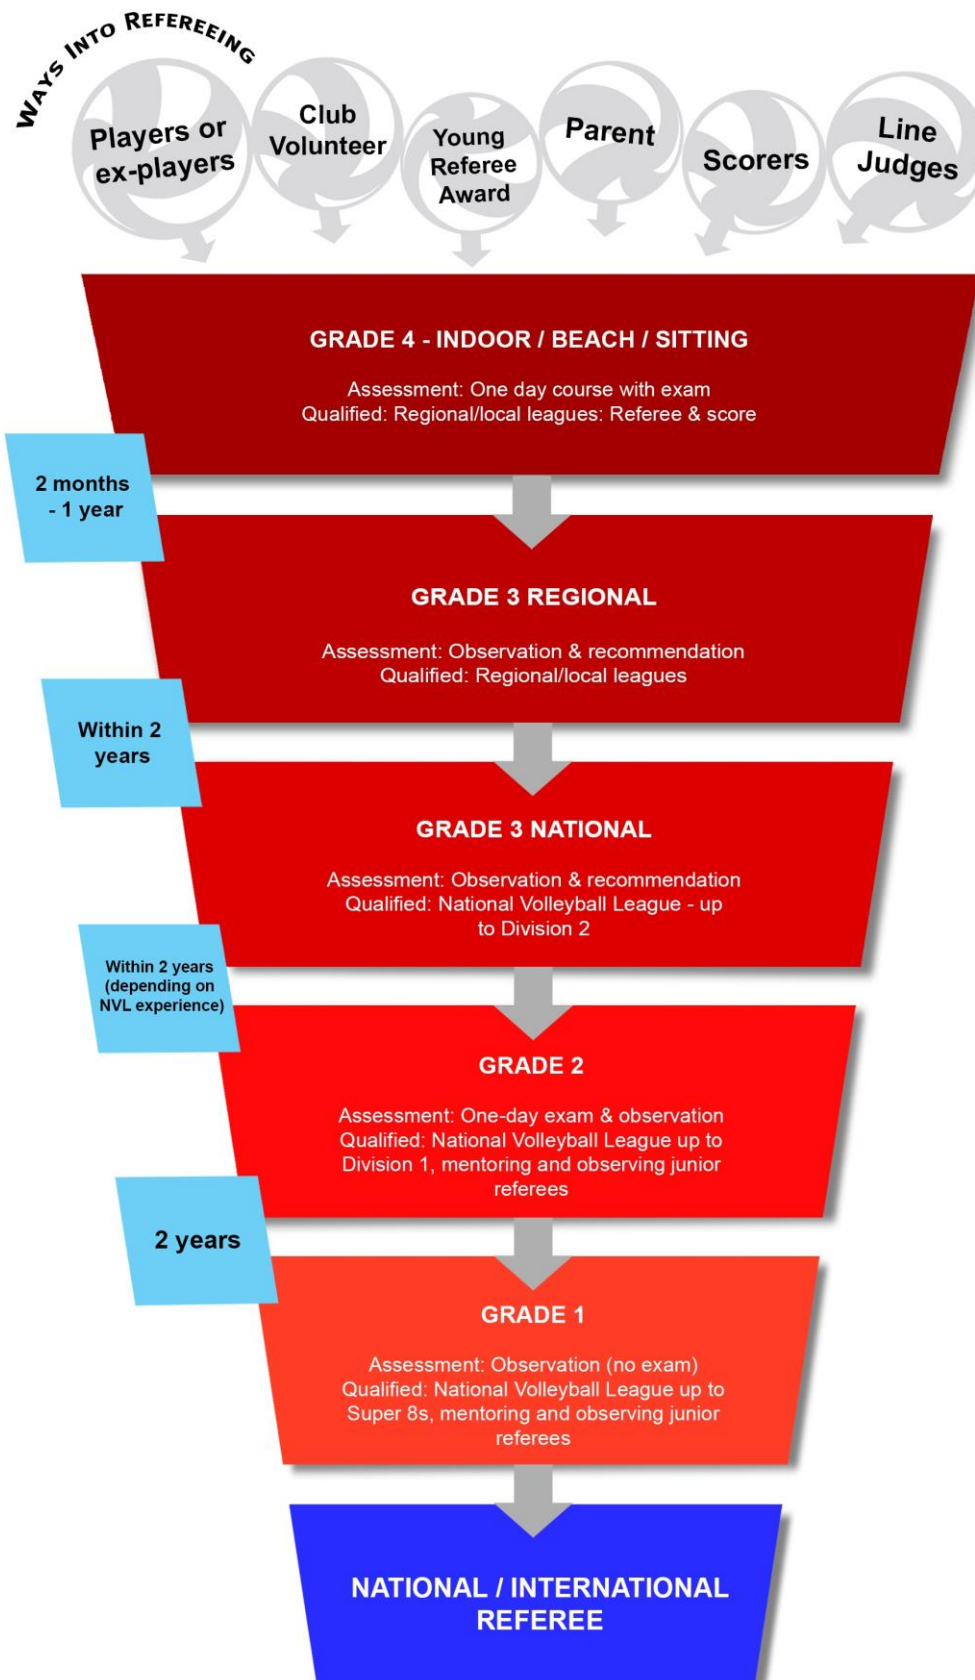 WAYS INTO REFEREEING
Players or
ex-players
Club
Volunteer
Young
Referee
Award
Parent
Scorers
Line
Judges
GRADE 4 - INDOOR / BEACH / SITTING
Assessment: One day course with exam
Qualified: Regional/local leagues: Referee & score
2 months
- 1 year
GRADE 3 REGIONAL
Assessment: Observation & recommendation
Qualified: Regional/local leagues
Within 2
years
GRADE 3 NATIONAL
Assessment: Observation & recommendation
Qualified: National Volleyball League - up
to Division 2
Within 2 years
(depending on
NVL experience)
GRADE 2
Assessment: One-day exam & observation
Qualified: National Volleyball League up to
Division 1, mentoring and observing junior
referees
2 years
GRADE 1
Assessment: Observation (no exam)
Qualified: National Volleyball League up to
Super 8s, mentoring and observing junior
referees
NATIONAL / INTERNATIONAL
REFEREE